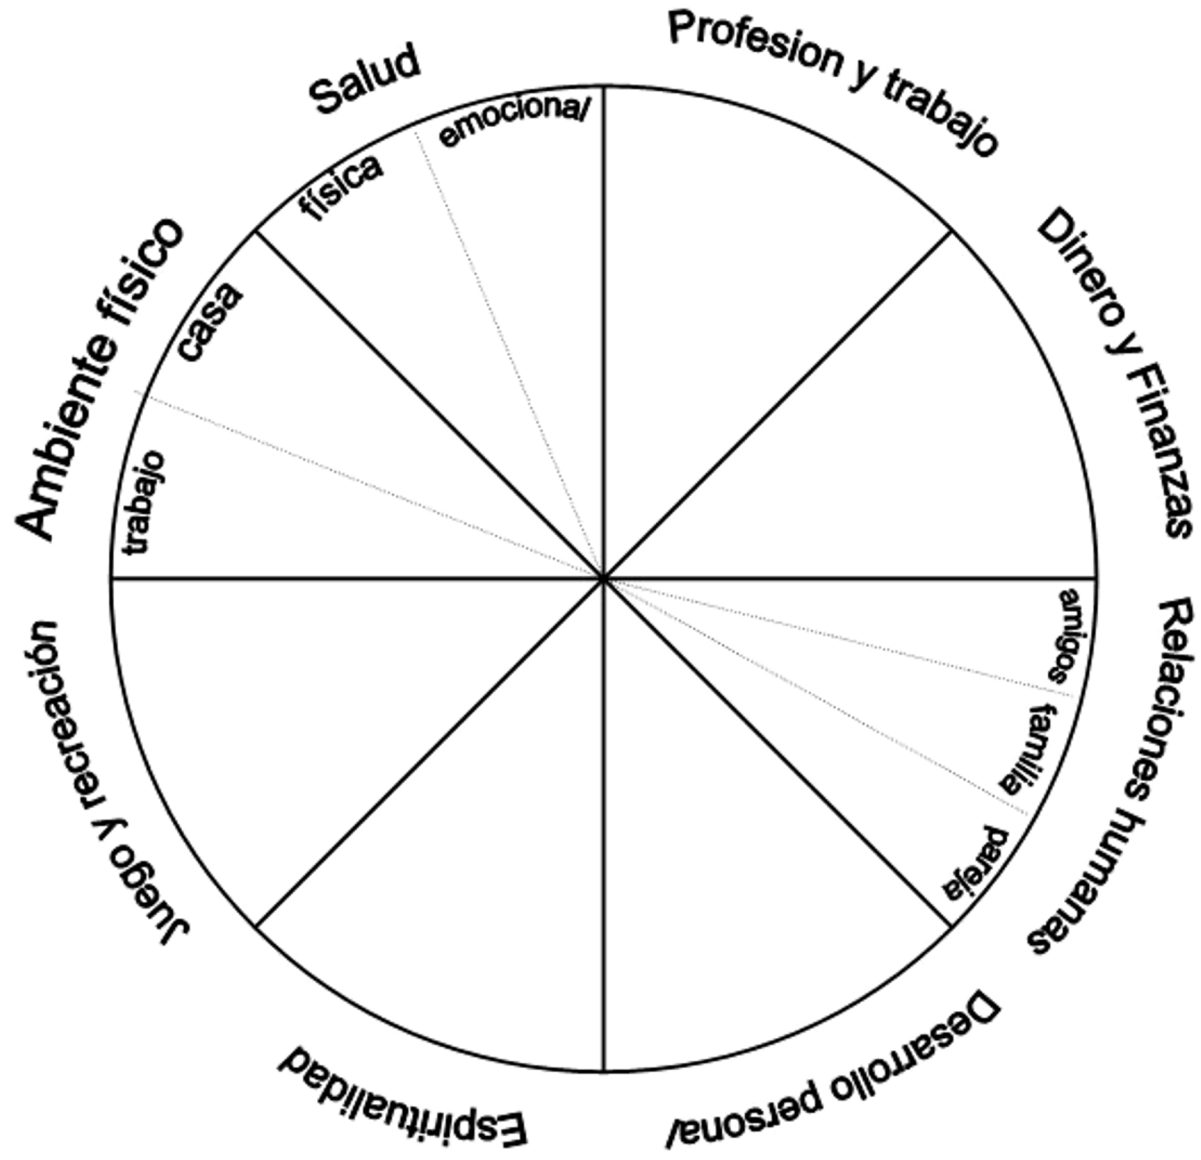 Profesion y trabajo
Dinero y Finanzas
Relaciones humanas
amigos
familia
pareja
Desarrollo personal
Espiritualidad
Juego y recreación
Ambiente físico
trabajo
casa
Salud
física
emocional